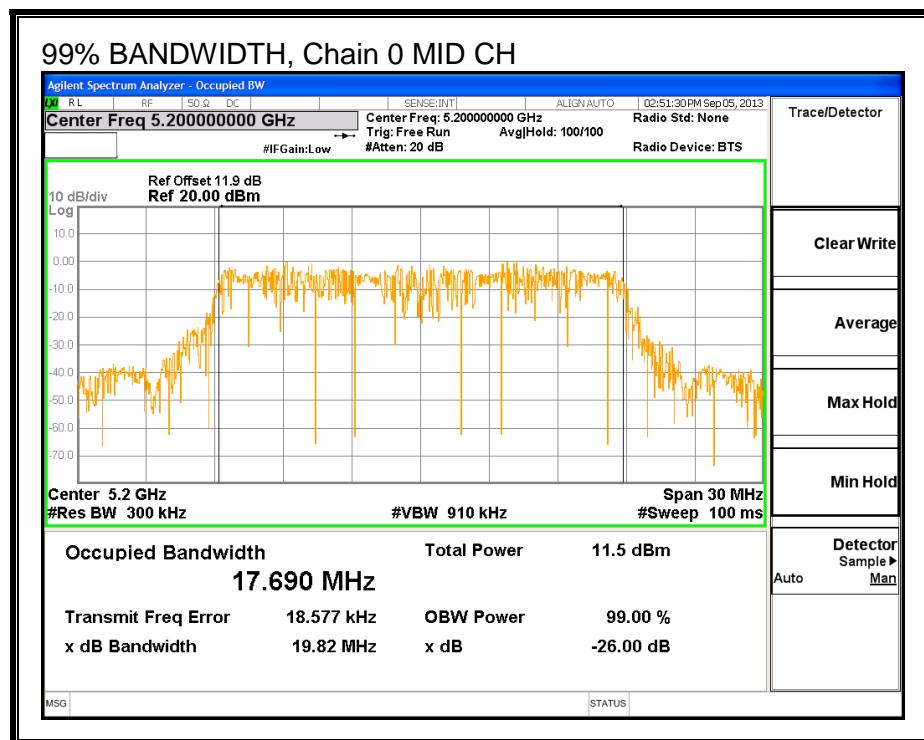 99% BANDWIDTH, Chain 0 MID CH
Agilent Spectrum Analyzer - Occupied BW
LXI RL RF 50 Ω DC SENSE:INT ALIGN AUTO 02:51:30 PM Sep 05, 2013
Center Freq 5.200000000 GHz
Center Freq: 5.200000000 GHz
Radio Std: None
Trig: Free Run Avg|Hold: 100/100
#IFGain:Low #Atten: 20 dB Radio Device: BTS
Trace/Detector
Ref Offset 11.9 dB
10 dB/div Ref 20.00 dBm
Log
10.0
0.00
-10.0
-20.0
-30.0
-40.0
-50.0
-60.0
-70.0
Center 5.2 GHz Span 30 MHz
#Res BW 300 kHz #VBW 910 kHz #Sweep 100 ms
Occupied Bandwidth Total Power 11.5 dBm
17.690 MHz
Transmit Freq Error 18.577 kHz OBW Power 99.00 %
x dB Bandwidth 19.82 MHz x dB -26.00 dB
Clear Write
Average
Max Hold
Min Hold
Detector
Sample▶
Auto Man
MSG STATUS